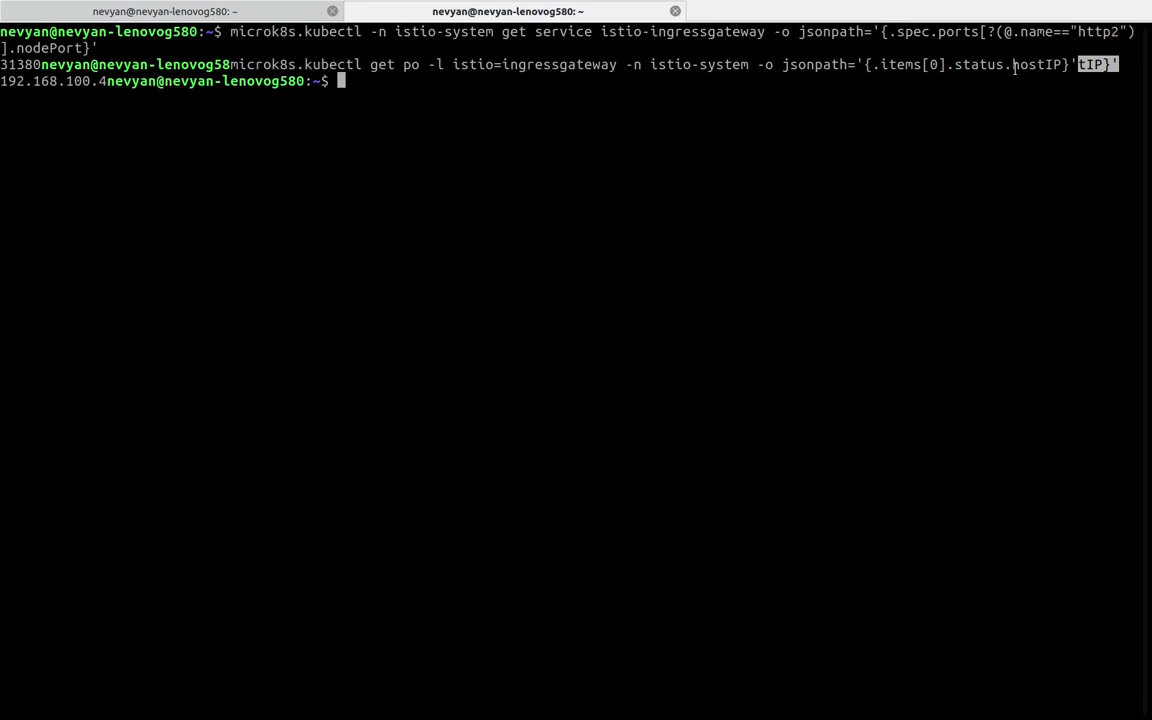 nevyan@nevyan-lenovog580: ~
nevyan@nevyan-lenovog580: ~
nevyan@nevyan-lenovog580:~$ microk8s.kubectl -n istio-system get service istio-ingressgateway -o jsonpath='{.spec.ports[?(@.name=="http2")
].nodePort}'
31380nevyan@nevyan-lenovog58microk8s.kubectl get po -l istio=ingressgateway -n istio-system -o jsonpath='{.items[0].status.hostIP}'tIP}'
192.168.100.4nevyan@nevyan-lenovog580:~$